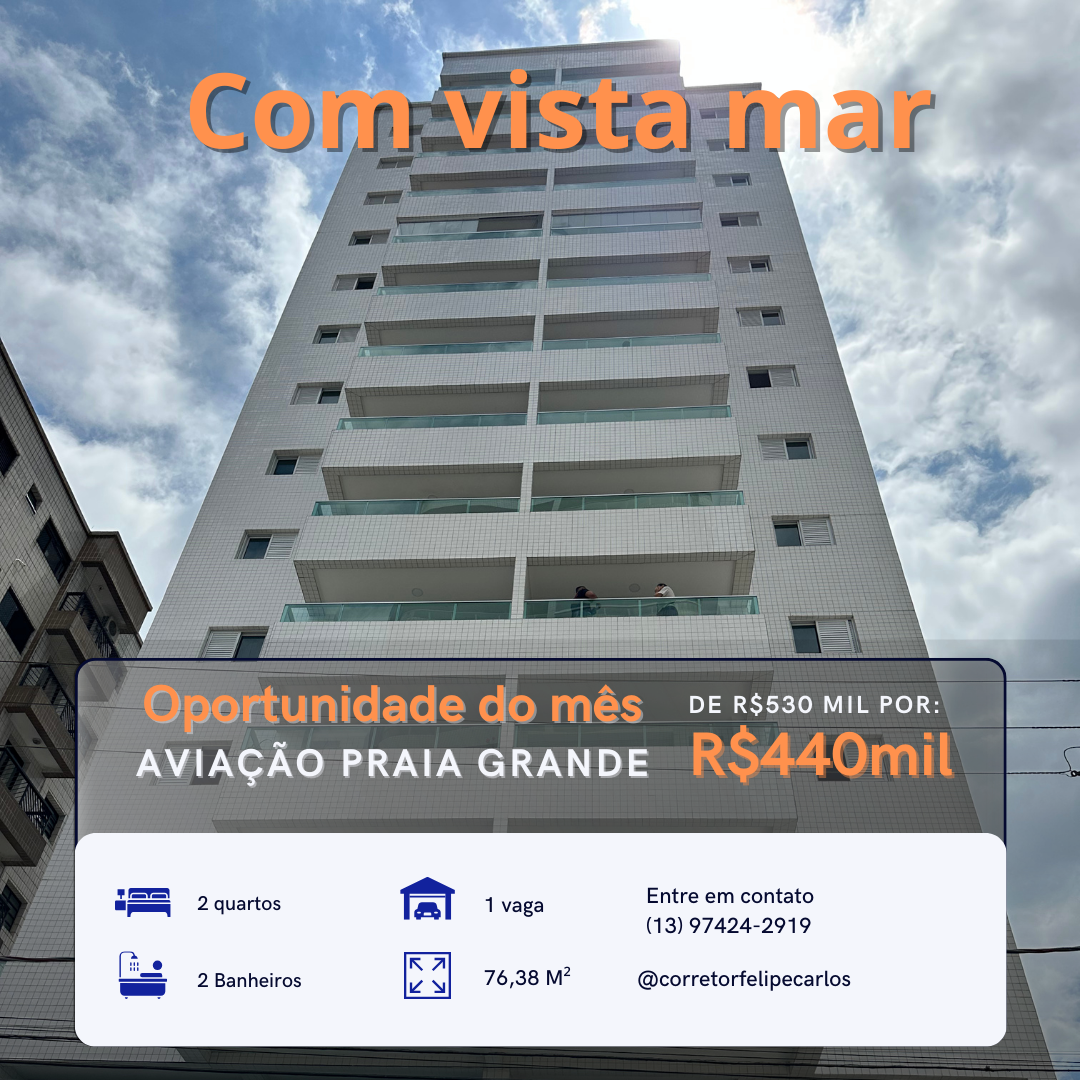 Com vista mar
Oportunidade do mês
AVIAÇÃO PRAIA GRANDE
DE R$530 MIL POR:
R$440mil
2 quartos
2 Banheiros
1 vaga
76,38 M²
Entre em contato
(13) 97424-2919
@corretorfelipecarlos